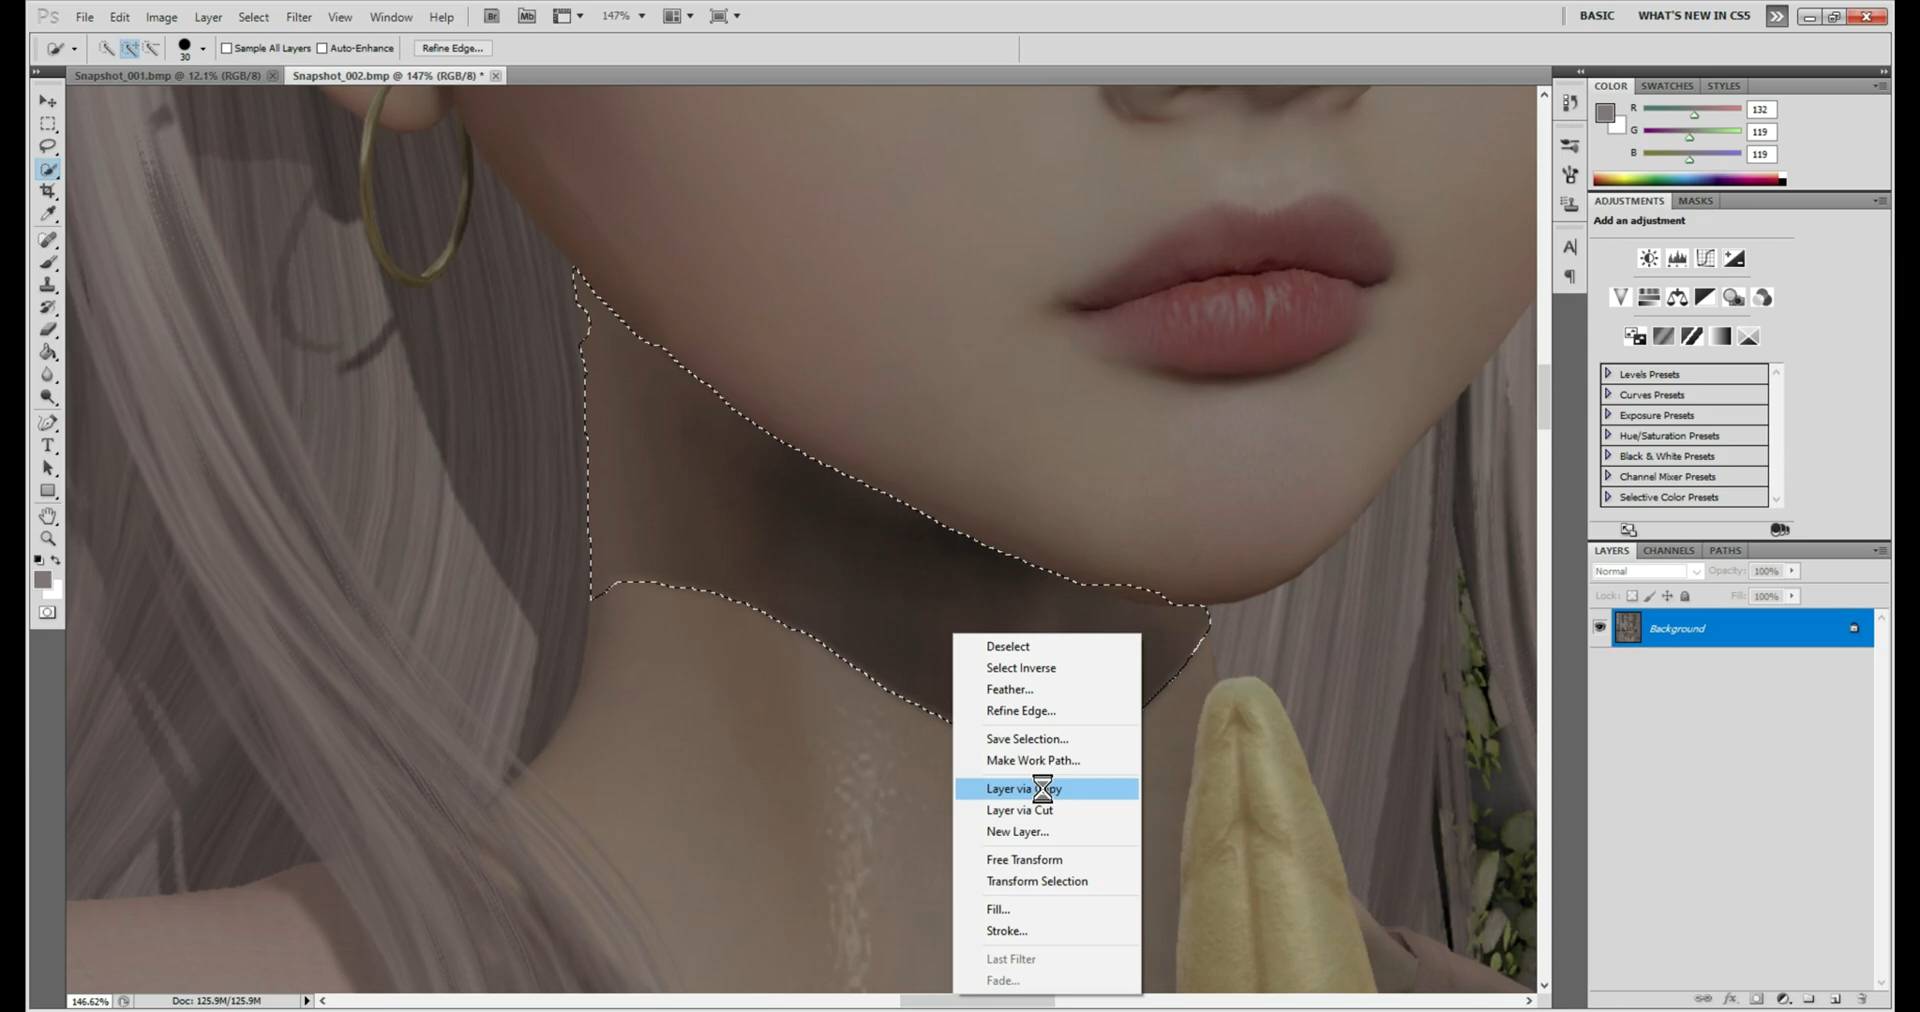 Ps File Edit Image Layer Select Filter View Window Help Br Mb 147% BASIC WHAT'S NEW IN CS5
30 Sample All Layers Auto-Enhance Refine Edge...
Snapshot_001.bmp @ 12.1% (RGB/8) Snapshot_002.bmp @ 147% (RGB/8) *
COLOR SWATCHES STYLES
R 132
G 119
B 119
ADJUSTMENTS MASKS
Add an adjustment
Levels Presets
Curves Presets
Exposure Presets
Hue/Saturation Presets
Black & White Presets
Channel Mixer Presets
Selective Color Presets
LAYERS CHANNELS PATHS
Normal Opacity: 100%
Lock: Fill: 100%
Background
Deselect
Select Inverse
Feather...
Refine Edge...
Save Selection...
Make Work Path...
Layer via Copy
Layer via Cut
New Layer...
Free Transform
Transform Selection
Fill...
Stroke...
Last Filter
Fade...
146.62% Doc: 125.9M/125.9M